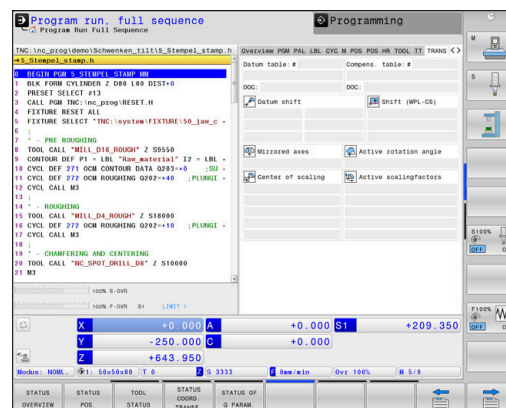 Program run, full sequence
Program Run Full Sequence
Programming
TNC:\nc_prog\demo\Schwenken_tilt\5_Stempel_stamp.h
→5_Stempel_stamp.h
0 BEGIN PGM 5_STEMPEL_STAMP MM
1 BLK FORM CYLINDER Z D80 L80 DIST+0
2 PRESET SELECT #13
3 CALL PGM TNC:\nc_prog\RESET.H
4 FIXTURE RESET ALL
5 FIXTURE SELECT "TNC:\system\FIXTURE\50_jaw_c
6 ;
7 * - PRE ROUGHING
8 TOOL CALL "MILL_D16_ROUGH" Z S9550
9 CONTOUR DEF P1 = LBL "Raw_material" I2 = LBL
10 CYCL DEF 271 OCM CONTOUR DATA Q203=+0 ;SU
11 CYCL DEF 272 OCM ROUGHING Q202=+40 ;PLUNGI
12 CYCL CALL M3
13 ;
14 * - ROUGHING
15 TOOL CALL "MILL_D4_ROUGH" Z S18000
16 CYCL DEF 272 OCM ROUGHING Q202=+10 ;PLUNGI
17 CYCL CALL M3
18 ;
19 * - CHAMFERING AND CENTERING
20 TOOL CALL "NC_SPOT_DRILL_D8" Z S10000
21 M3
100% S-OVR
100% F-OVR S1 LIMIT 1
Overview PGM PAL LBL CYC M POS POS HR TOOL TT TRANS
Datum table: #
Compens. table: #
DOC:
DOC:
Datum shift
Shift (WPL-CS)
Mirrored axes
Active rotation angle
Center of scaling
Active scalingfactors
X +0.000 A +0.000 S1 +209.350
Y -250.000 C +0.000
Z +643.950
Modus: NOML. 1: 50x50x80 T 0 Z S 3333 F 0mm/min Ovr 100% M 5/9
STATUS OVERVIEW
STATUS POS.
TOOL STATUS
STATUS COORD. TRANSF.
STATUS OF Q PARAM.
M
S
S100%
OFF
F100%
OFF